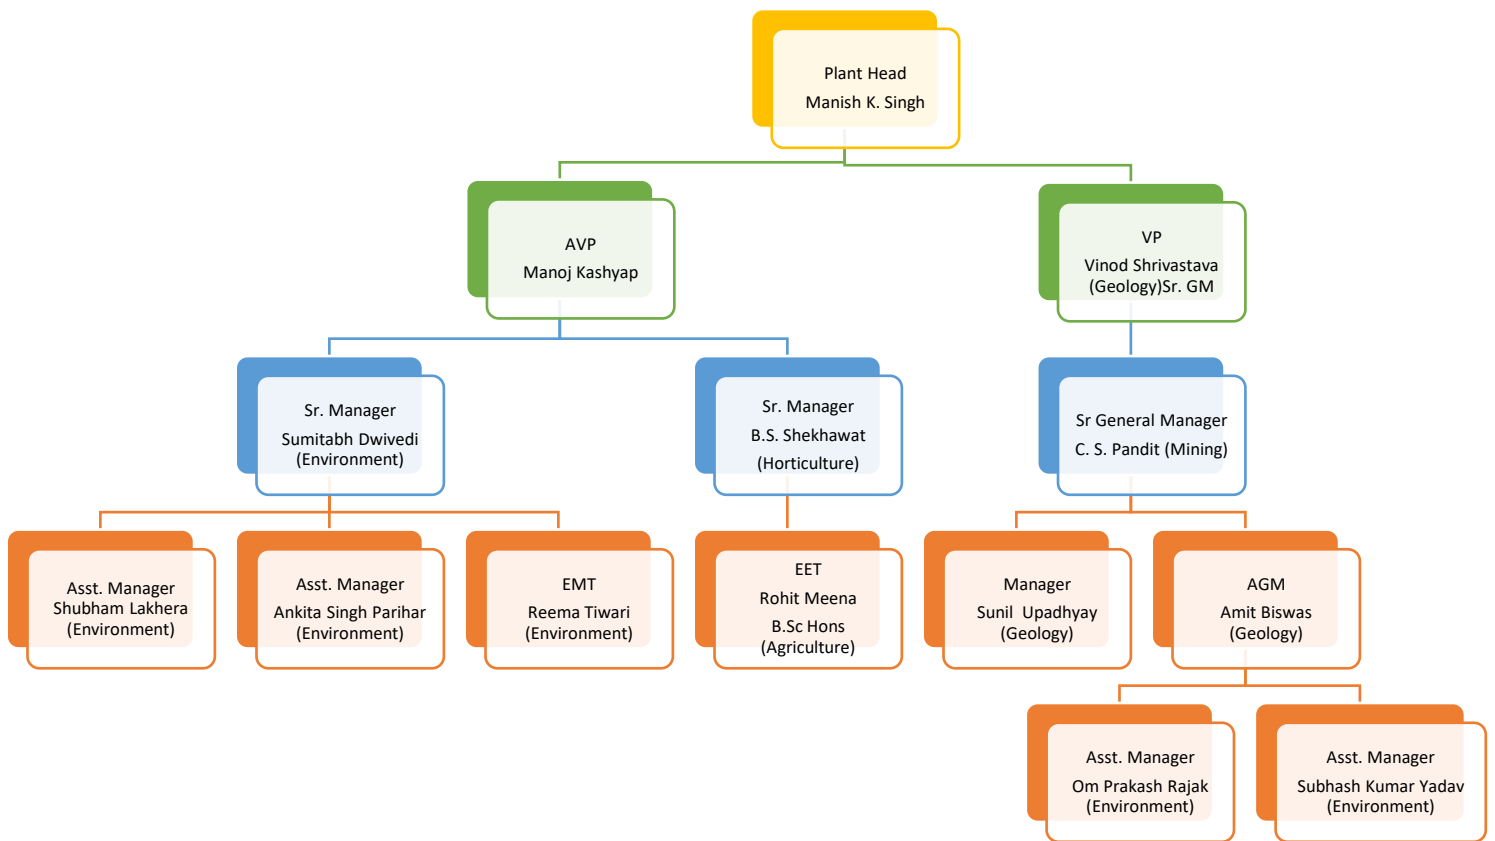 Plant Head
Manish K. Singh
AVP
Manoj Kashyap
VP
Vinod Shrivastava
(Geology)Sr. GM
Sr. Manager
Sumitabh Dwivedi
(Environment)
Sr. Manager
B.S. Shekhawat
(Horticulture)
Sr General Manager
C. S. Pandit (Mining)
Asst. Manager
Shubham Lakhera
(Environment)
Asst. Manager
Ankita Singh Parihar
(Environment)
EMT
Reema Tiwari
(Environment)
EET
Rohit Meena
B.Sc Hons
(Agriculture)
Manager
Sunil  Upadhyay
(Geology)
AGM
Amit Biswas
(Geology)
Asst. Manager
Om Prakash Rajak
(Environment)
Asst. Manager
Subhash Kumar Yadav
(Environment)